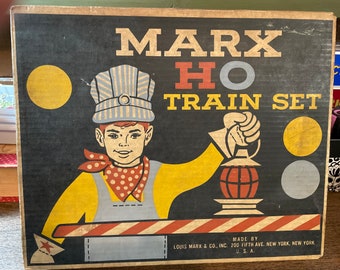 MARX
HO
TRAIN SET
MADE BY
LOUIS MARX & CO., INC. 200 FIFTH AVE. NEW YORK, NEW YORK
U. S. A.